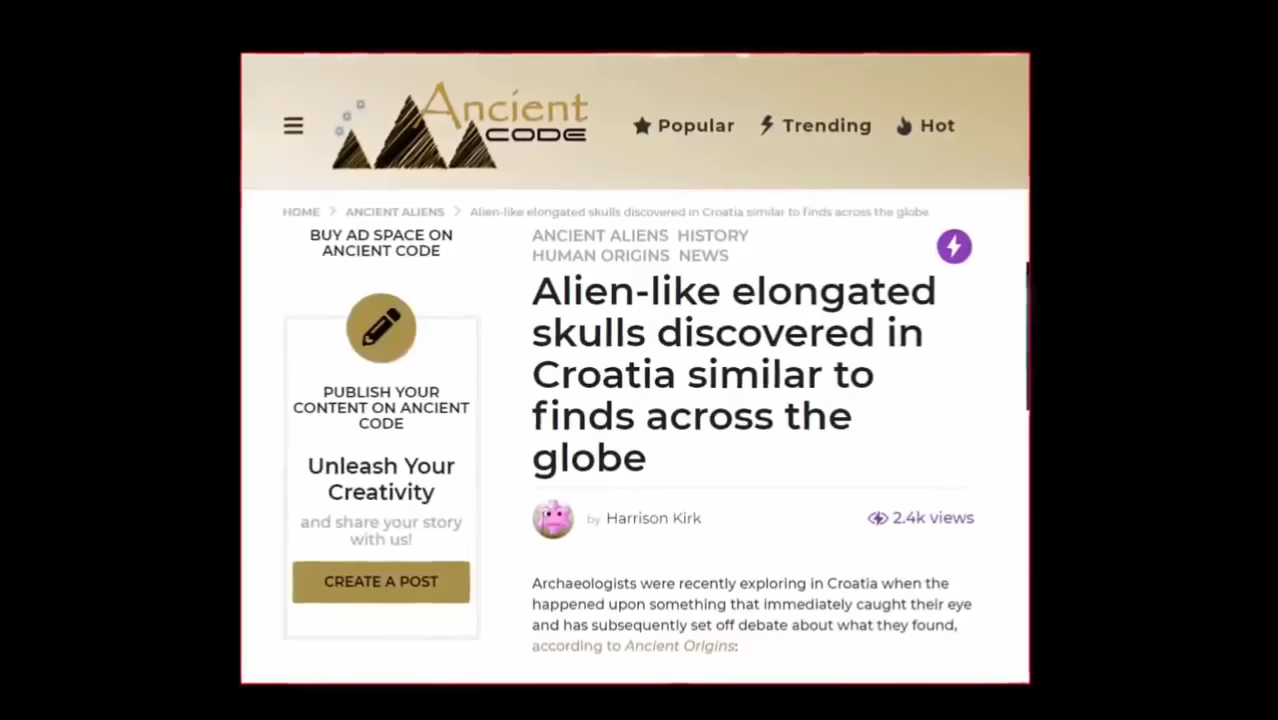 Ancient
CODE
Popular
Trending
Hot
HOME > ANCIENT ALIENS > Alien-like elongated skulls discovered in Croatia similar to finds across the globe
BUY AD SPACE ON
ANCIENT CODE
PUBLISH YOUR
CONTENT ON ANCIENT
CODE
Unleash Your
Creativity
and share your story
with us!
CREATE A POST
ANCIENT ALIENS HISTORY
HUMAN ORIGINS NEWS
Alien-like elongated
skulls discovered in
Croatia similar to
finds across the
globe
by Harrison Kirk
2.4k views
Archaeologists were recently exploring in Croatia when the
happened upon something that immediately caught their eye
and has subsequently set off debate about what they found,
according to Ancient Origins: